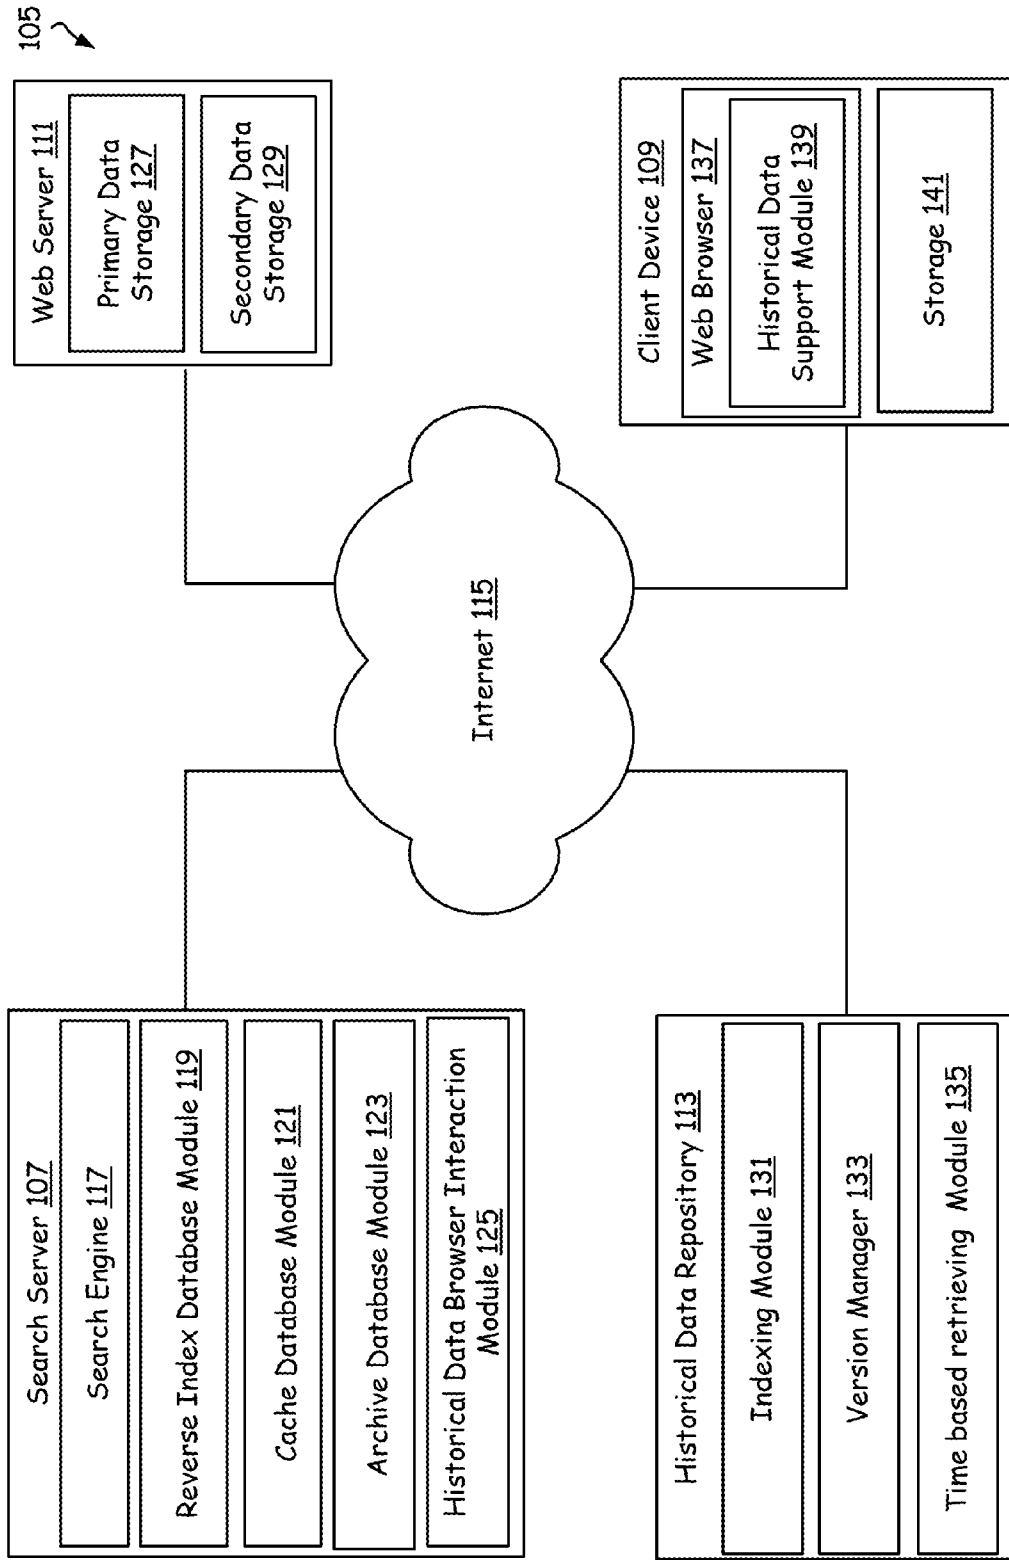 105
Search Server 107
Search Engine 117
Reverse Index Database Module 119
Cache Database Module 121
Archive Database Module 123
Historical Data Browser Interaction
Module 125
Web Server 111
Primary Data
Storage 127
Secondary Data
Storage 129
Internet 115
Historical Data Repository 113
Indexing Module 131
Version Manager 133
Time based retrieving Module 135
Client Device 109
Web Browser 137
Historical Data
Support Module 139
Storage 141